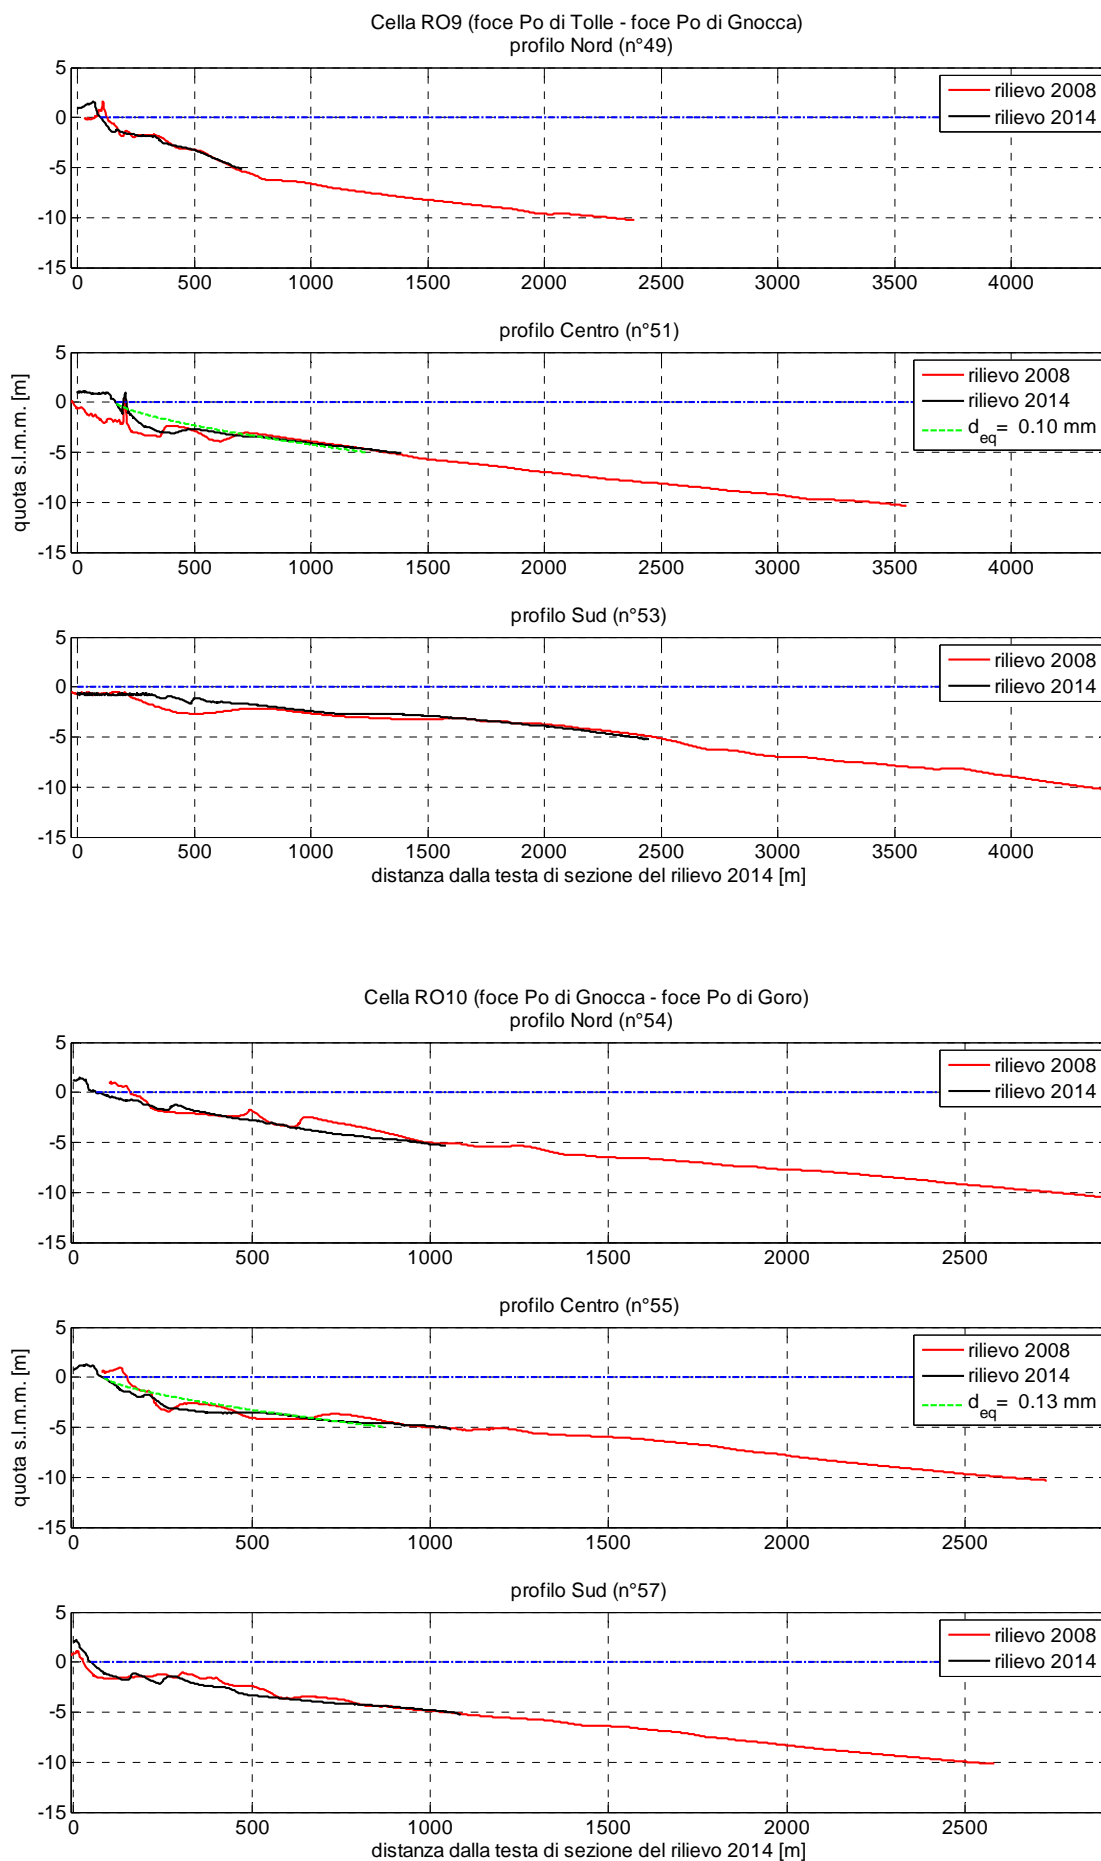 Cella RO9 (foce Po di Tolle - foce Po di Gnocca)
profilo Nord (n°49)
5
0
-5
-10
-15
rilievo 2008
rilievo 2014
0 500 1000 1500 2000 2500 3000 3500 4000
profilo Centro (n°51)
quota s.l.m.m. [m]
5
0
-5
-10
-15
rilievo 2008
rilievo 2014
d_eq= 0.10 mm
0 500 1000 1500 2000 2500 3000 3500 4000
profilo Sud (n°53)
5
0
-5
-10
-15
rilievo 2008
rilievo 2014
0 500 1000 1500 2000 2500 3000 3500 4000
distanza dalla testa di sezione del rilievo 2014 [m]
Cella RO10 (foce Po di Gnocca - foce Po di Goro)
profilo Nord (n°54)
5
0
-5
-10
-15
rilievo 2008
rilievo 2014
0 500 1000 1500 2000 2500
profilo Centro (n°55)
quota s.l.m.m. [m]
5
0
-5
-10
-15
rilievo 2008
rilievo 2014
d_eq= 0.13 mm
0 500 1000 1500 2000 2500
profilo Sud (n°57)
5
0
-5
-10
-15
rilievo 2008
rilievo 2014
0 500 1000 1500 2000 2500
distanza dalla testa di sezione del rilievo 2014 [m]